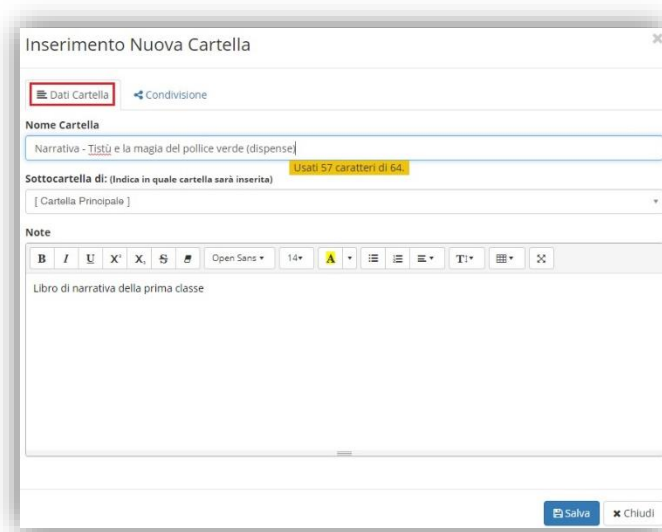 Inserimento Nuova Cartella
Dati Cartella Condivisione
Nome Cartella
Narrativa - Tistù e la magia del pollice verde (dispense)
Usati 57 caratteri di 64.
Sottocartella di: (Indica in quale cartella sarà inserita)
[ Cartella Principale ]
Note
B I U X² X₂ S Open Sans 14 A T
Libro di narrativa della prima classe
Salva Chiudi